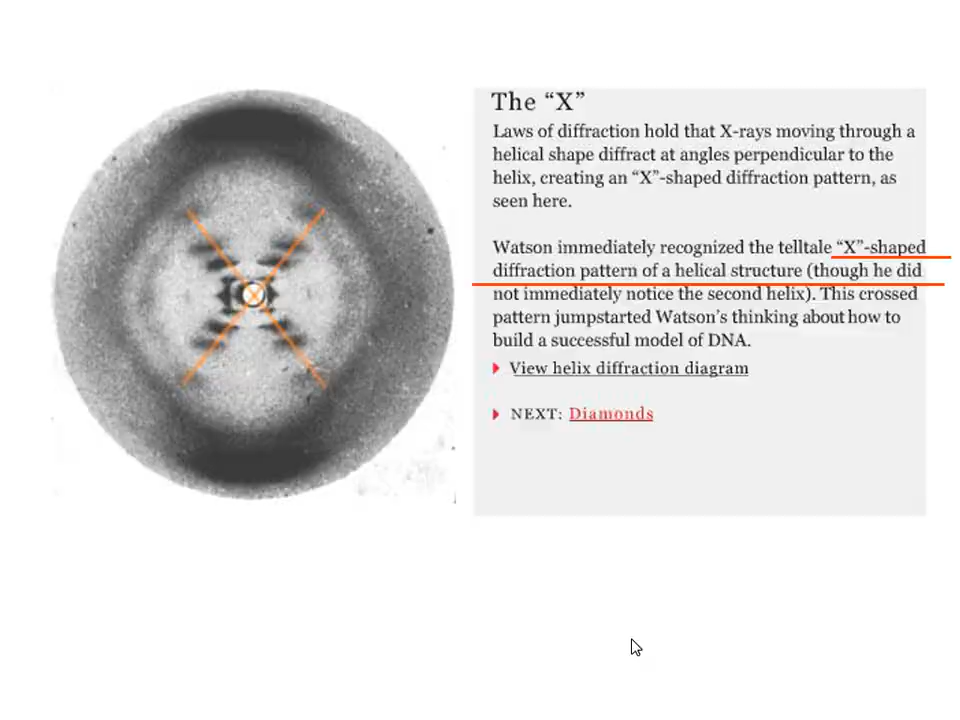 The “X”
Laws of diffraction hold that X-rays moving through a
helical shape diffract at angles perpendicular to the
helix, creating an “X”-shaped diffraction pattern, as
seen here.
Watson immediately recognized the telltale “X”-shaped
diffraction pattern of a helical structure (though he did
not immediately notice the second helix). This crossed
pattern jumpstarted Watson’s thinking about how to
build a successful model of DNA.
View helix diffraction diagram
NEXT: Diamonds